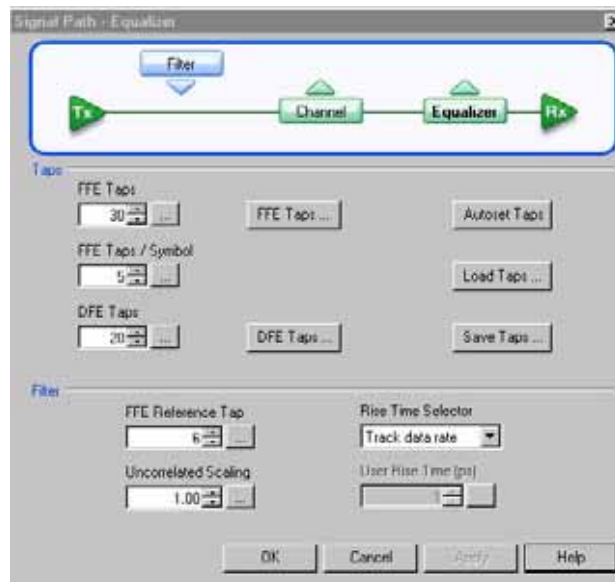 Signal Path - Equalizer
Filter
Tx
Channel
Equalizer
Rx
Taps
FFE Taps
30
...
FFE Taps ...
Autoset Taps
FFE Taps / Symbol
5
...
Load Taps ...
DFE Taps
20
...
DFE Taps ...
Save Taps ...
Filter
FFE Reference Tap
6
...
Rise Time Selector
Track data rate
Uncorrelated Scaling
1.00
...
User Rise Time (ps)
1
OK
Cancel
Apply
Help